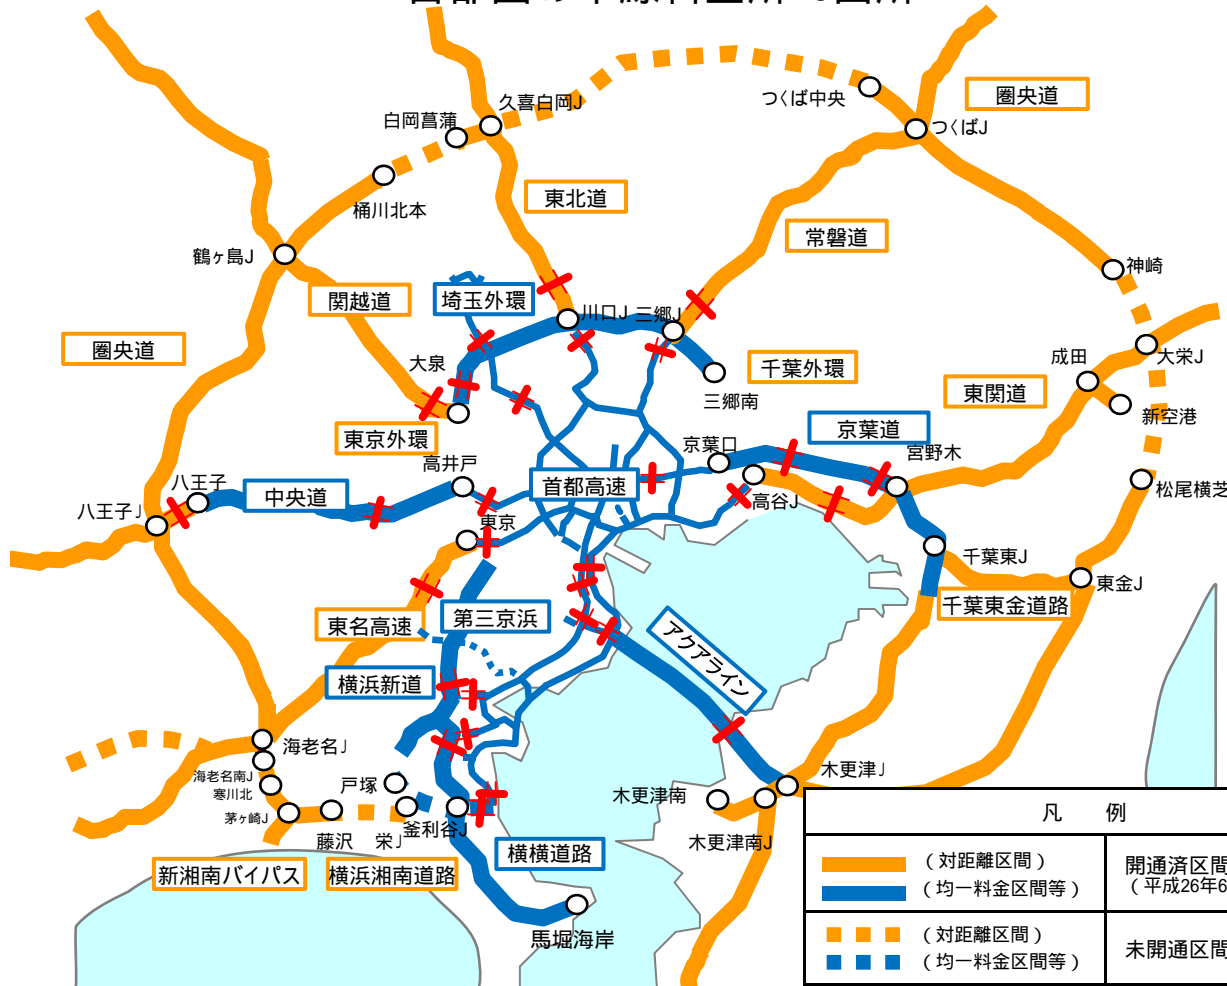 つくば中央
圏央道
久喜白岡J
白岡菖蒲
つくばJ
桶川北本
東北道
常磐道
鶴ヶ島J
神崎
関越道
埼玉外環
川口J
三郷J
圏央道
大泉
千葉外環
成田
大栄J
三郷南
東関道
新空港
東京外環
京葉道
京葉口
宮野木
高井戸
八王子
中央道
首都高速
高谷J
松尾横芝
八王子J
東京
千葉東J
東金J
千葉東金道路
東名高速
第三京浜
アクアライン
横浜新道
海老名J
海老名南J
寒川北
戸塚
木更津J
木更津南
茅ヶ崎J
藤沢
栄J
釜利谷J
木更津南J
新湘南バイパス
横浜湘南道路
横横道路
馬堀海岸
凡 例
(対距離区間)
(均一料金区間等)
開通済区間
(平成26年6
(対距離区間)
(均一料金区間等)
未開通区間